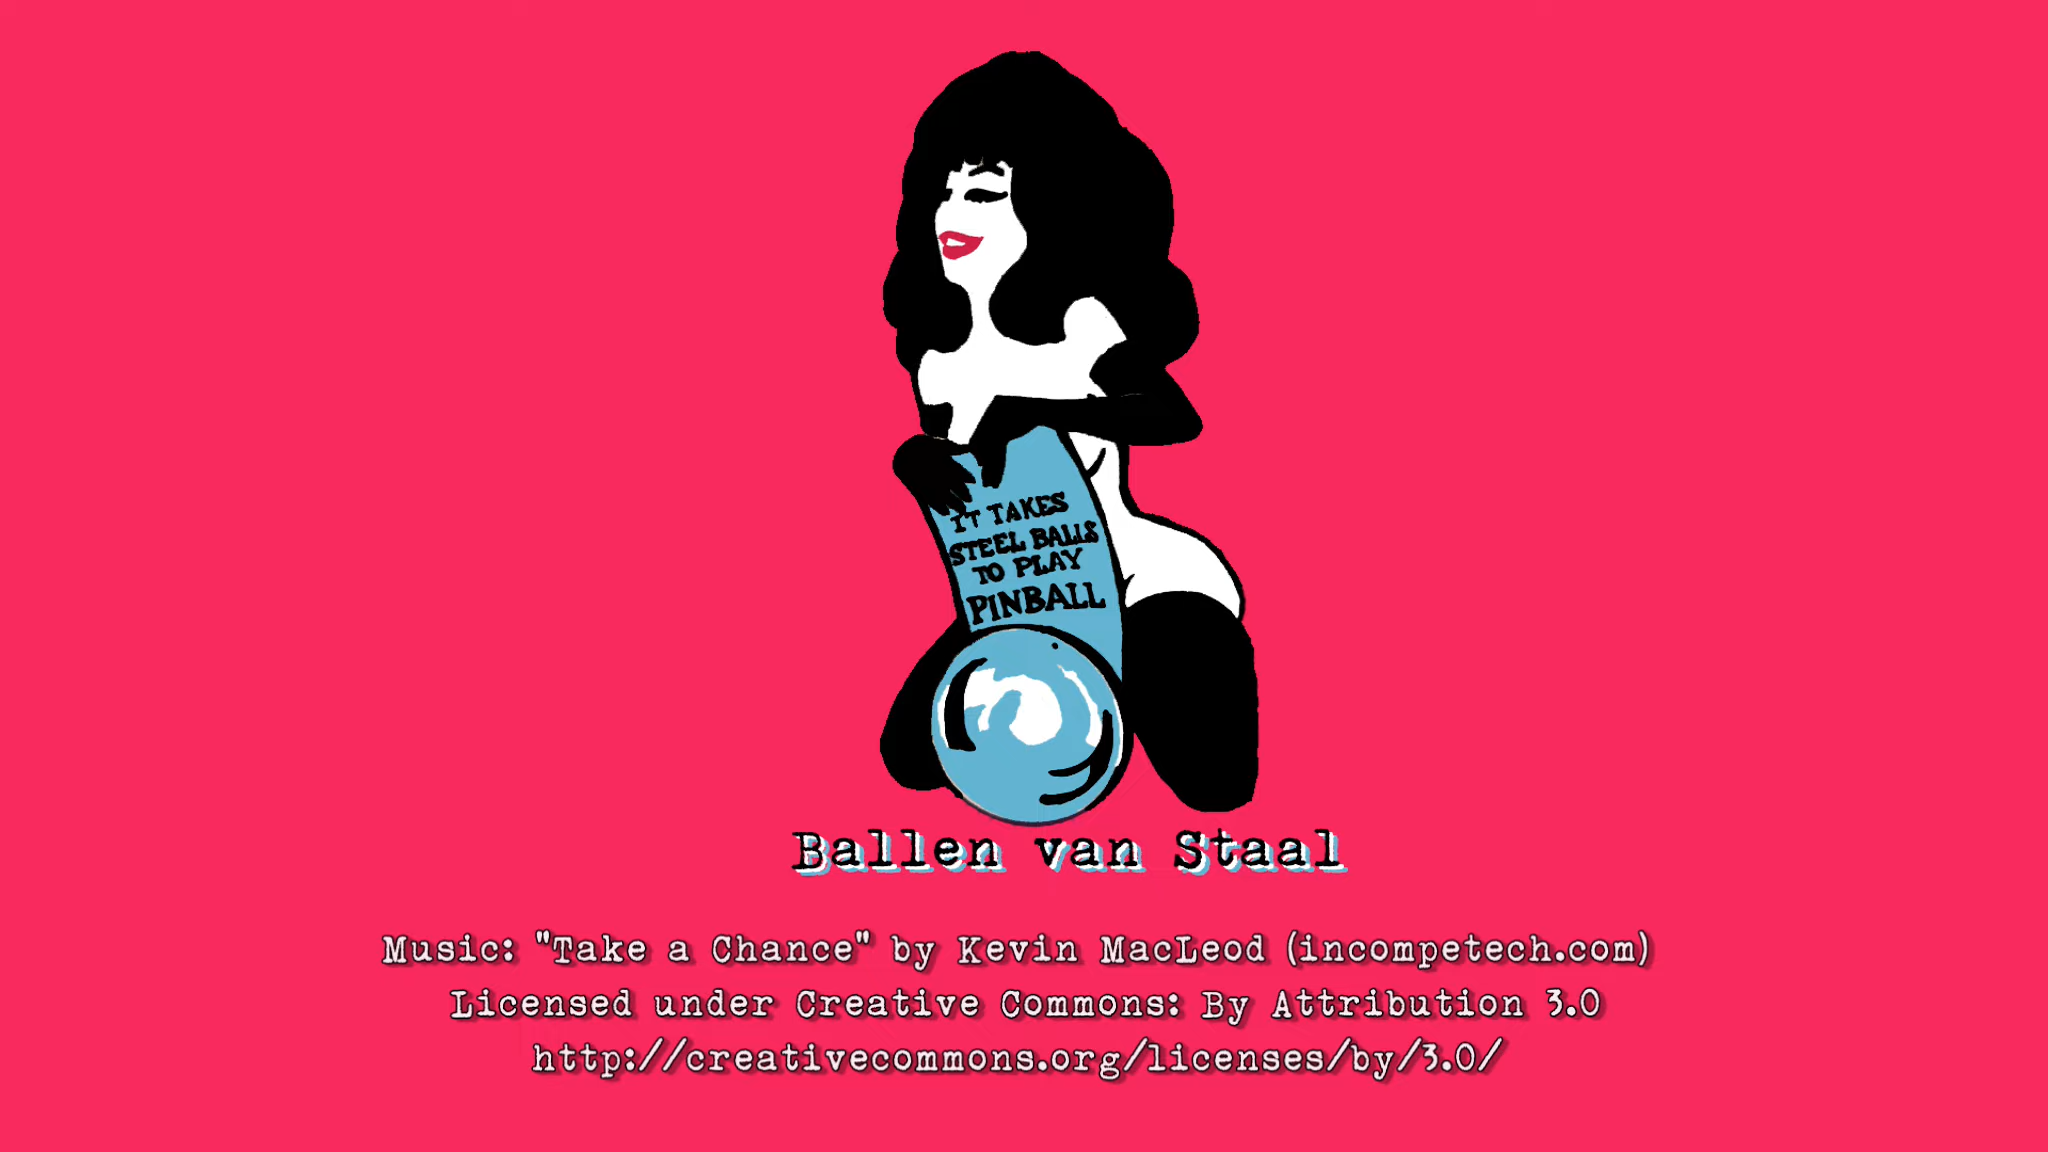 IT TAKES
STEEL BALLS
TO PLAY
PINBALL
Ballen van Staal
Music: "Take a Chance" by Kevin MacLeod (incompetech.com)
Licensed under Creative Commons: By Attribution 3.0
http://creativecommons.org/licenses/by/3.0/